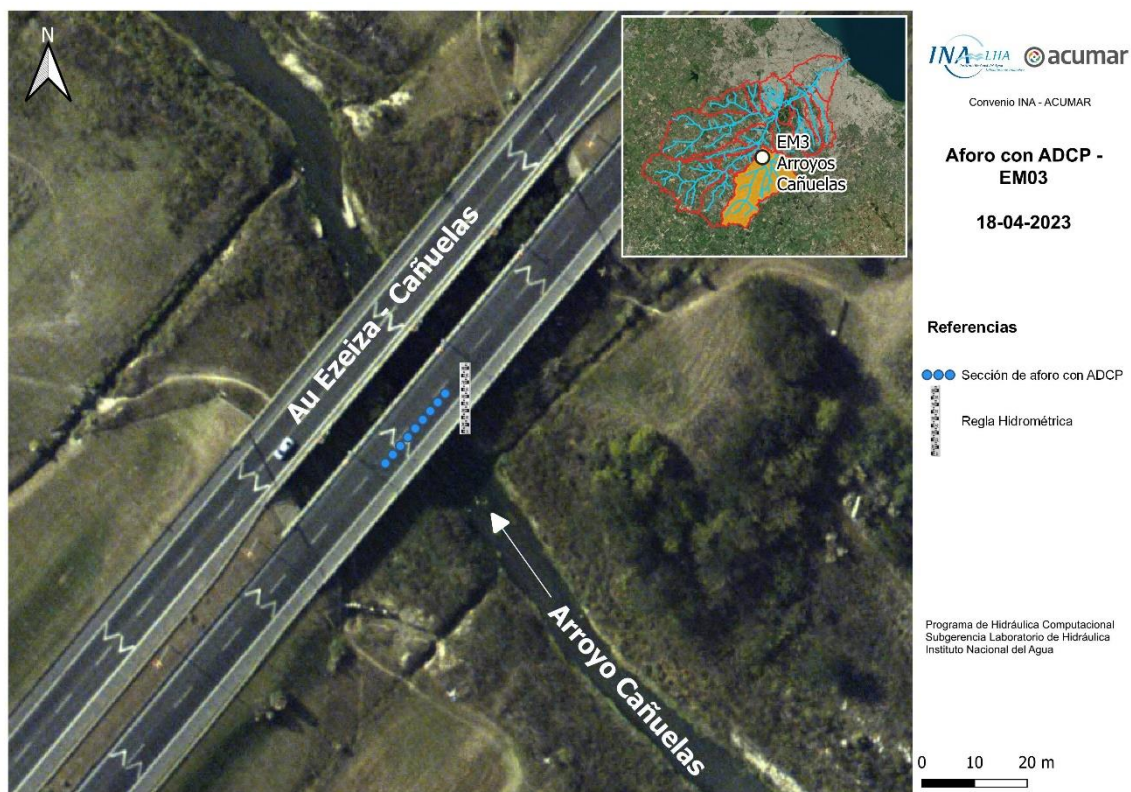 N
Au Ezeiza - Cañuelas
Arroyo Cañuelas
EM3
Arroyos
Cañuelas
INA LHA
acumar
Convenio INA - ACUMAR
Aforo con ADCP -
EM03
18-04-2023
Referencias
Sección de aforo con ADCP
Regla Hidrométrica
Programa de Hidráulica Computacional
Subgerencia Laboratorio de Hidráulica
Instituto Nacional del Agua
0 10 20 m